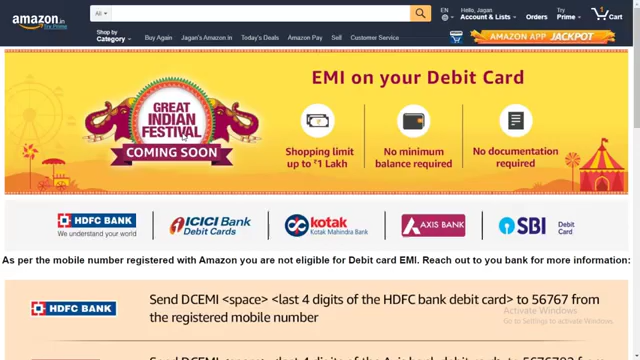 amazon.in
Try Prime
All
EN
Hello, Jagan
Account & Lists
Orders
Try
Prime
1
Cart
Shop by
Category
Buy Again
Jagan's Amazon.in
Today's Deals
Amazon Pay
Sell
Customer Service
AMAZON APP JACKPOT
GREAT
INDIAN
FESTIVAL
COMING SOON
EMI on your Debit Card
Shopping limit
up to ₹1 Lakh
No minimum
balance required
No documentation
required
HDFC BANK
We understand your world
ICICI Bank
Debit Cards
kotak
Kotak Mahindra Bank
AXIS BANK
SBI
Debit
Card
As per the mobile number registered with Amazon you are not eligible for Debit card EMI. Reach out to you bank for more information:
HDFC BANK
Send DCEMI <space> <last 4 digits of the HDFC bank debit card> to 56767 from
the registered mobile number
Activate Windows
Go to Settings to activate Windows.